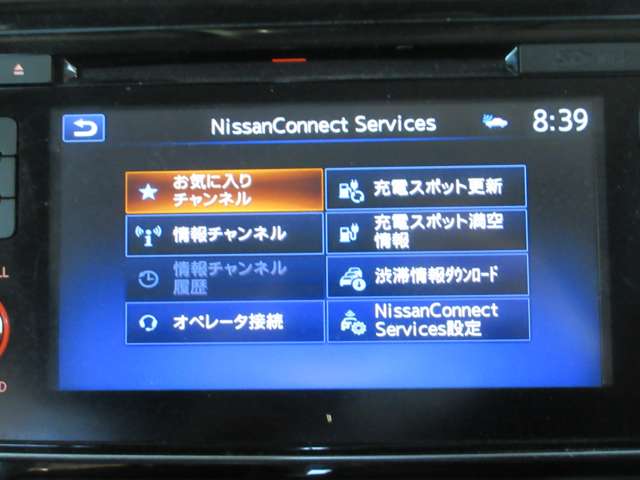 NissanConnect Services
8:39
お気に入り
チャンネル
充電スポット更新
情報チャンネル
充電スポット満空
情報
情報チャンネル
履歴
渋滞情報ダウンロード
オペレータ接続
NissanConnect
Services設定